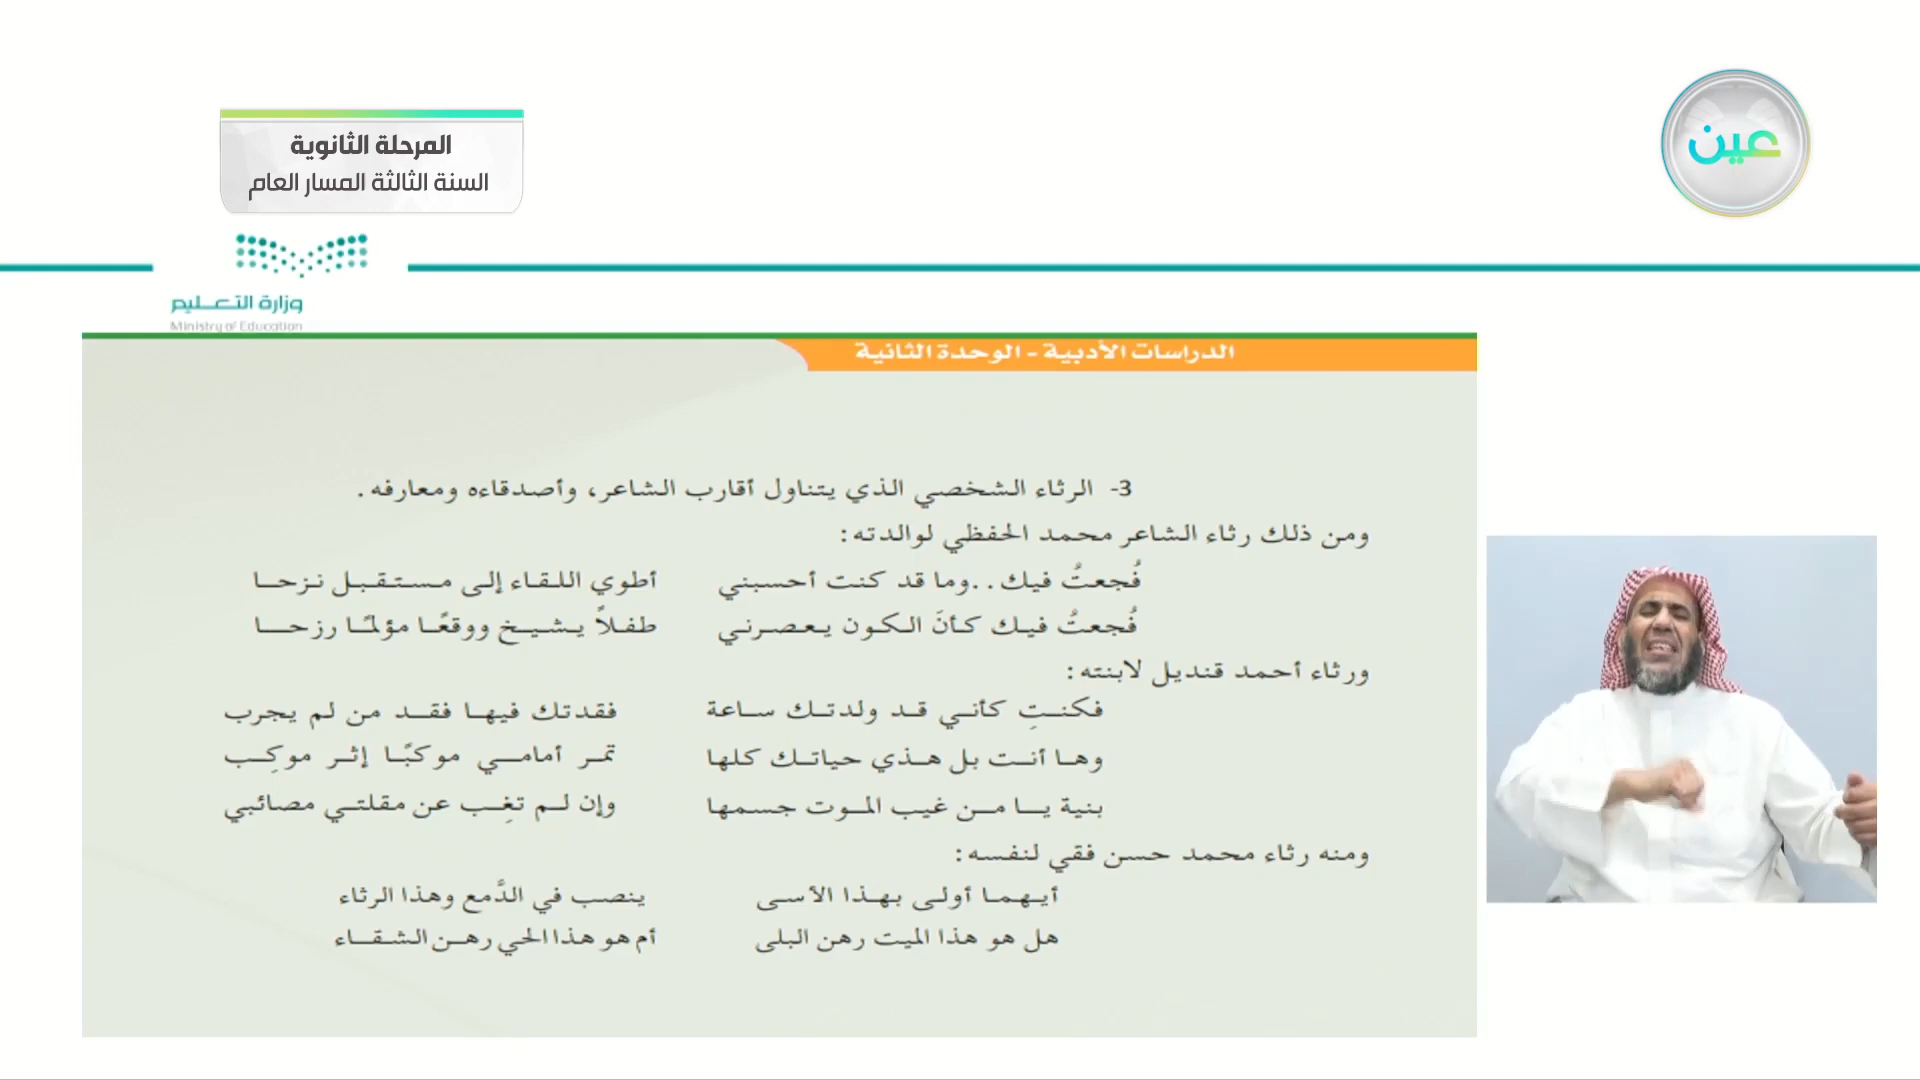 المرحلة الثانوية
السنة الثالثة المسار العام
عين
وزارة التعليم
Ministry of Education
الدراسات الأدبية - الوحدة الثانية
3- الرثاء الشخصي الذي يتناول أقارب الشاعر، وأصدقاءه ومعارفه.
ومن ذلك رثاء الشاعر محمد الحفظي لوالدته:
فُجعتُ فيك..وما قد كنت أحسبني أطوي اللقاء إلى مستقبل نزحا
فُجعتُ فيك كأنَ الكون يعصرني طفلاً يشيخ ووقعًا مؤلمًا رزحا
ورثاء أحمد قنديل لابنته:
فكنتِ كأني قد ولدتك ساعة فقدتك فيها فقد من لم يجرب
وها أنت بل هذي حياتك كلها تمر أمامي موكبًا إثر موكِب
بنية يا من غيب الموت جسمها وإن لم تغِب عن مقلتي مصائبي
ومنه رثاء محمد حسن فقي لنفسه:
أيهما أولى بهذا الأسى ينصب في الدَّمع وهذا الرثاء
هل هو هذا الميت رهن البلى أم هو هذا الحي رهن الشقاء